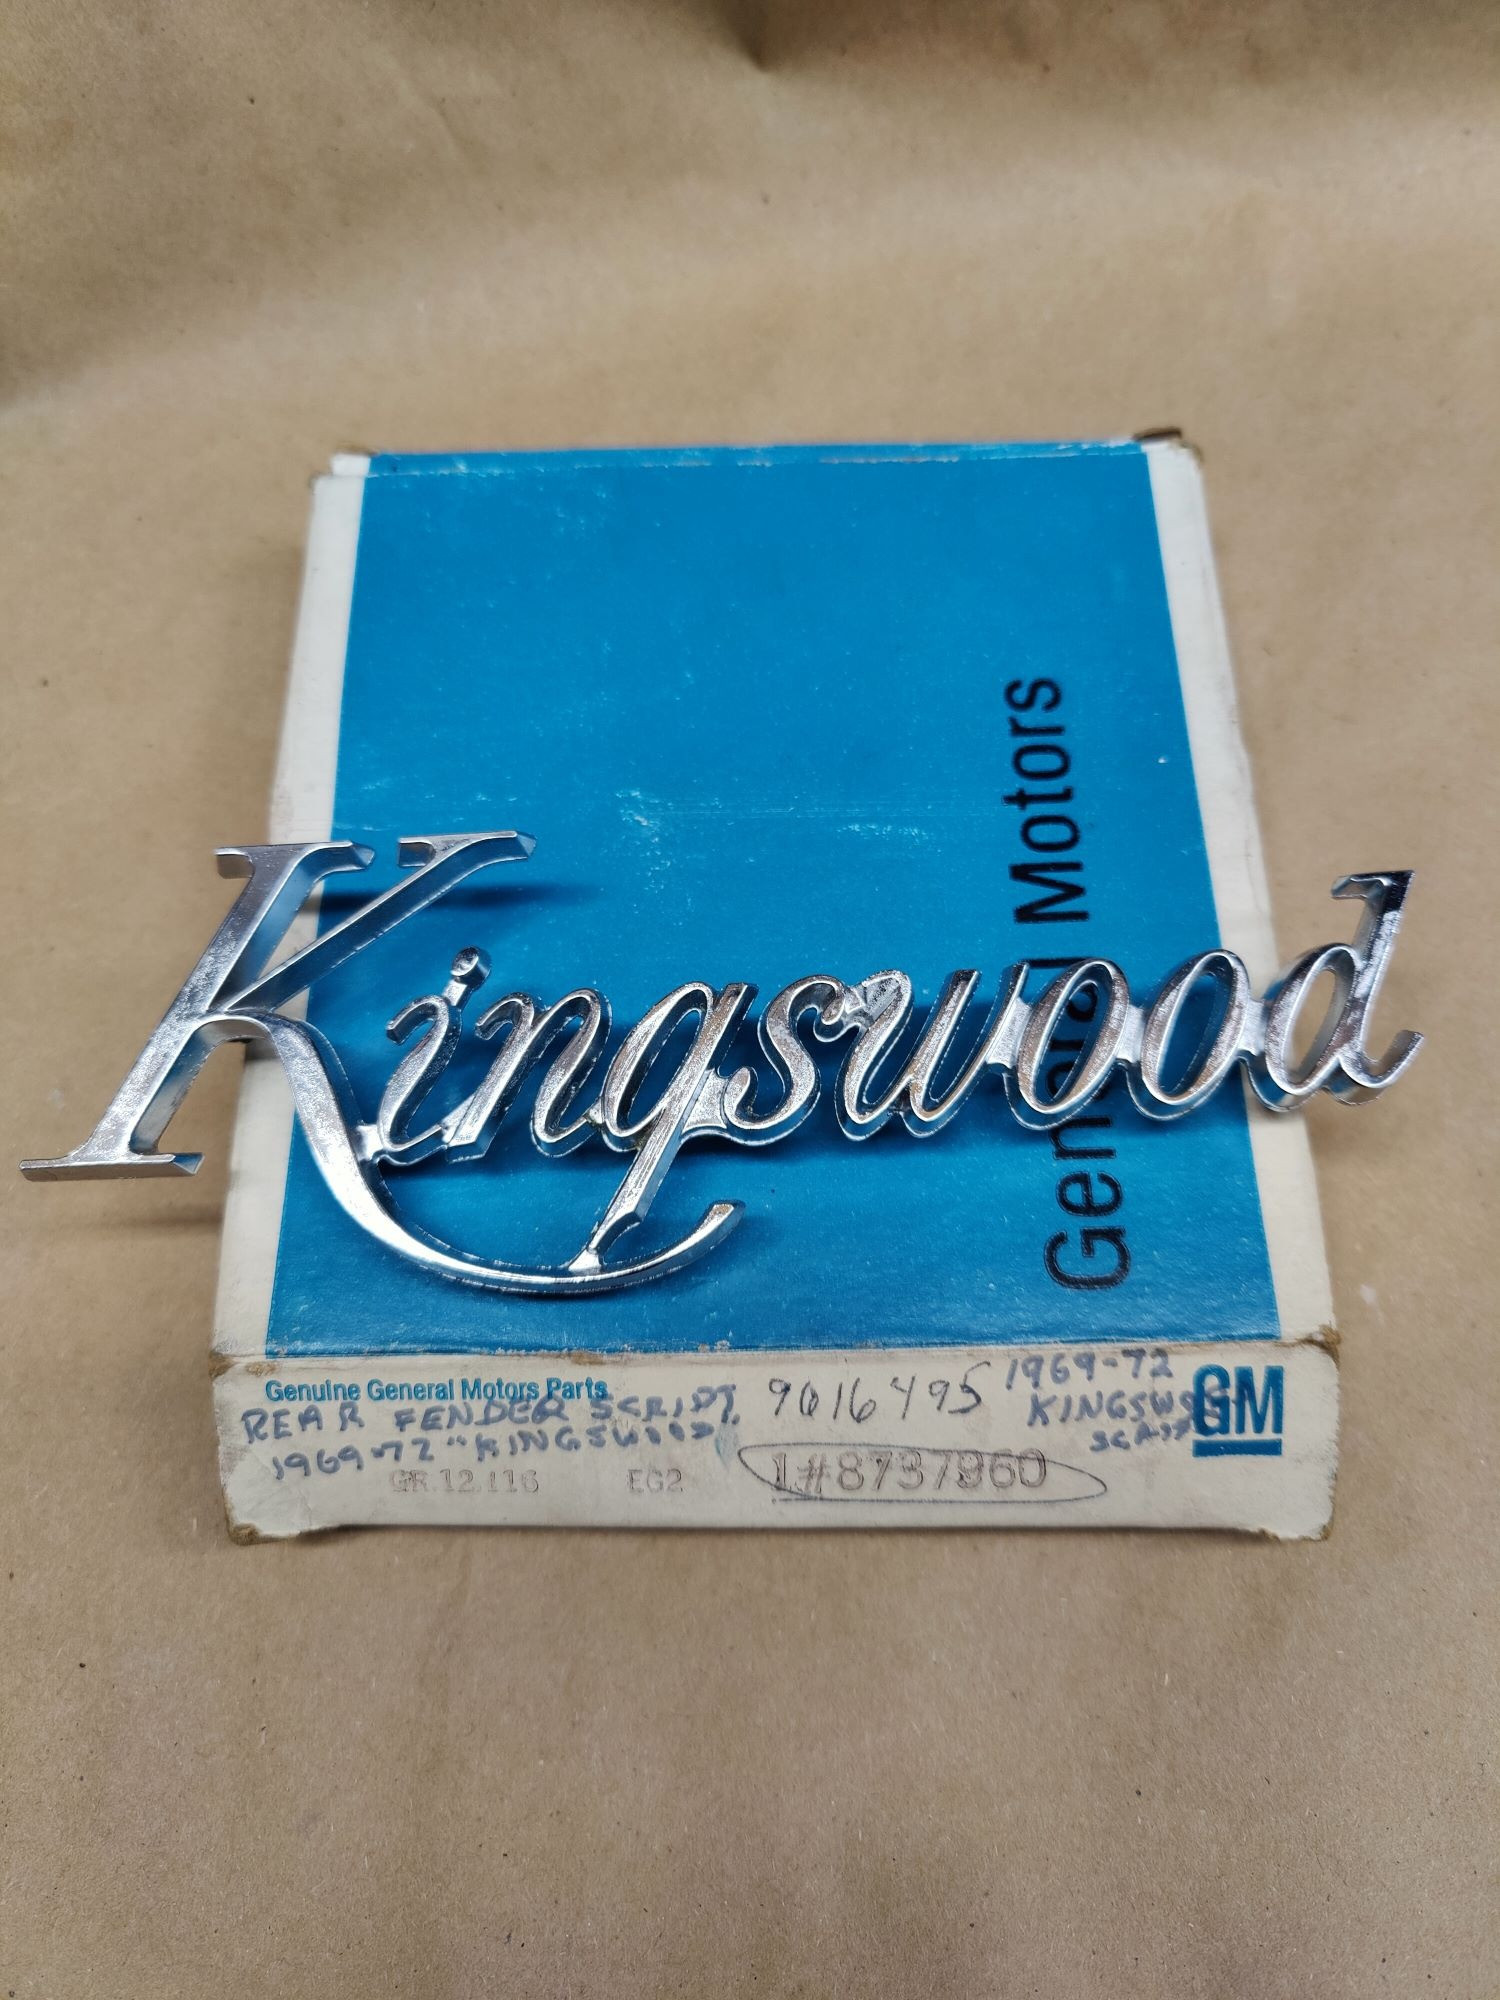 General Motors
Kingswood
Genuine General Motors Parts
REAR FENDER SCRIPT
1969-72 "KINGSWOOD"
9616495
1969-72
KINGSWOOD
SCRIPT
GM
GR.12.116 EG2 1#8737960